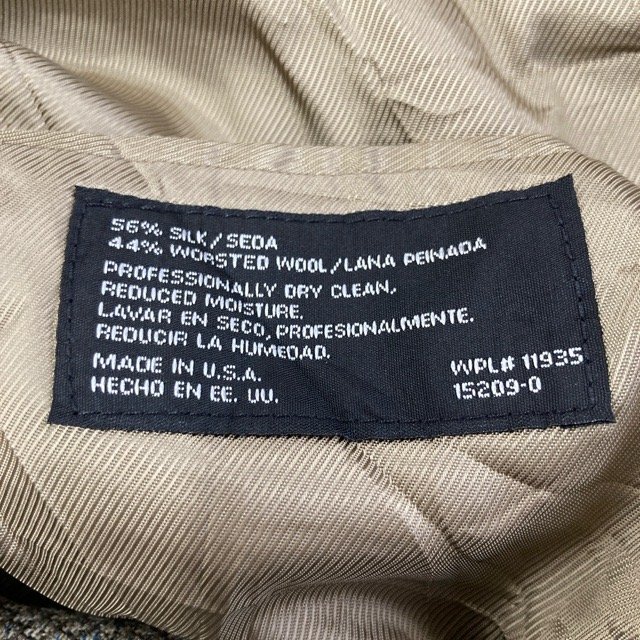 56% SILK/SEDA
44% WORSTED WOOL/LANA PEINADA
PROFESSIONALLY DRY CLEAN,
REDUCED MOISTURE.
LAVAR EN SECO, PROFESIONALMENTE.
REDUCIR LA HUMEDAD.
MADE IN U.S.A.
HECHO EN EE. UU.
WPL# 11935
15209-0